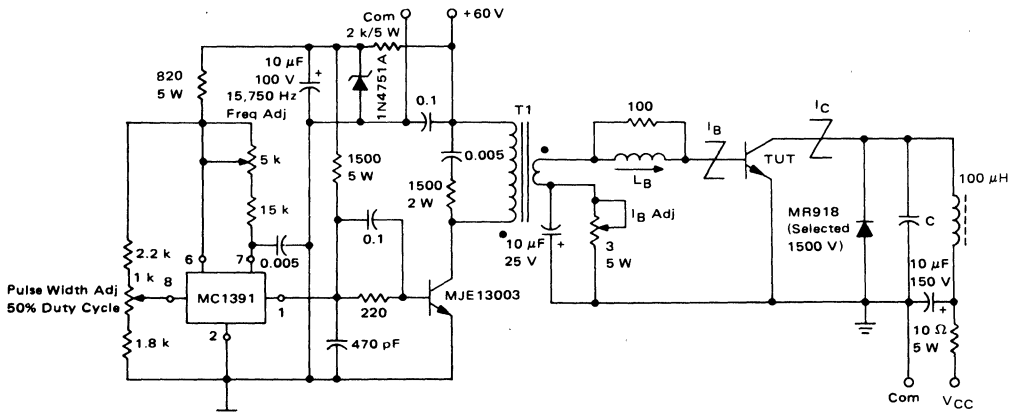 Com
+60 V
2 k/5 W
10 μF
100 V
15,750 Hz
Freq Adj
1N4751A
820
5 W
0.1
T1
100
I_B
I_C
5 k
1500
5 W
0.005
TUT
L_B
100 μH
1500
2 W
MR918
(Selected
1500 V)
C
15 k
0.1
I_B Adj
10 μF
25 V
3
5 W
2.2 k
6
7
0.005
10 μF
150 V
1 k
8
Pulse Width Adj
50% Duty Cycle
MC1391
1
220
MJE13003
2
1.8 k
470 pF
10 Ω
5 W
Com
V_CC
+
+
+